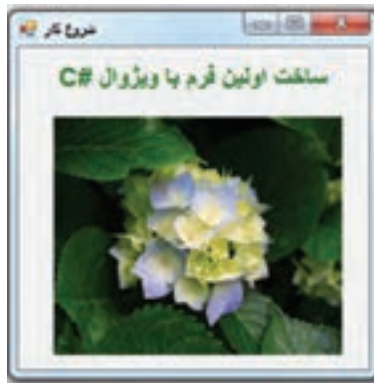 شروع کار
ساخت اولین فرم با ویژوال C#